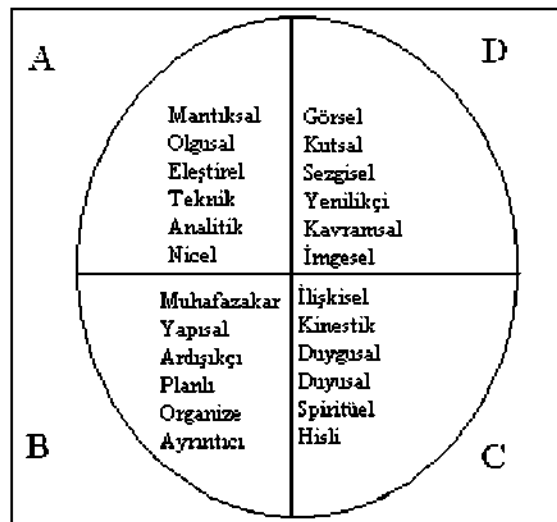 A
Mantıksal
Olgusal
Eleştirel
Teknik
Analitik
Nicel
D
Görsel
Kutsal
Sezgisel
Yenilikçi
Kavramsal
İmgesel
B
Muhafazakar
Yapısal
Ardışıkçı
Planlı
Organize
Ayrıntıcı
C
İlişkisel
Kinestik
Duygusal
Duyusal
Spiritüel
Hisli